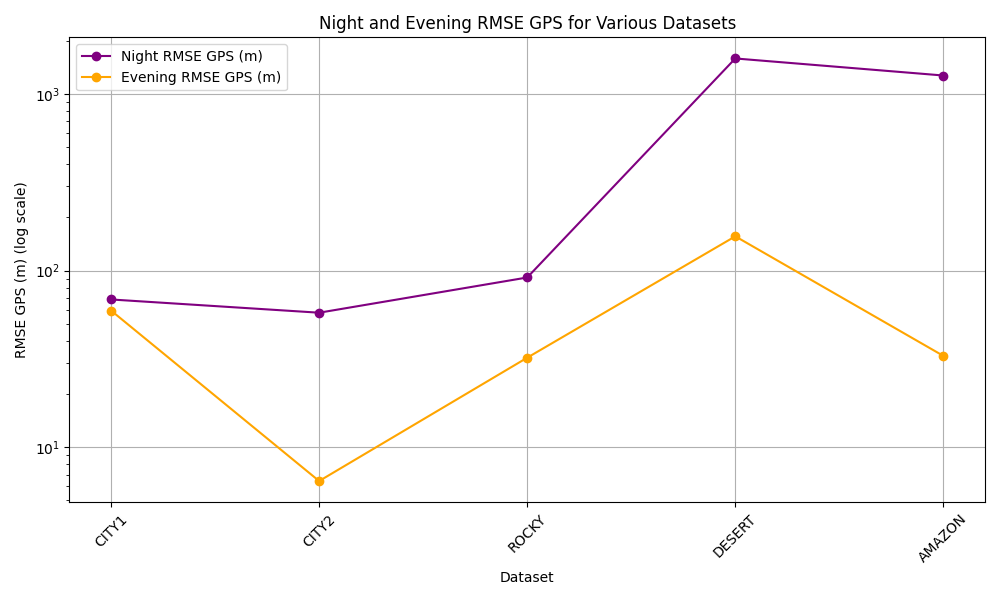 Night and Evening RMSE GPS for Various Datasets
Night RMSE GPS (m)
Evening RMSE GPS (m)
RMSE GPS (m) (log scale)
10³
10²
10¹
CITY1
CITY2
ROCKY
DESERT
AMAZON
Dataset